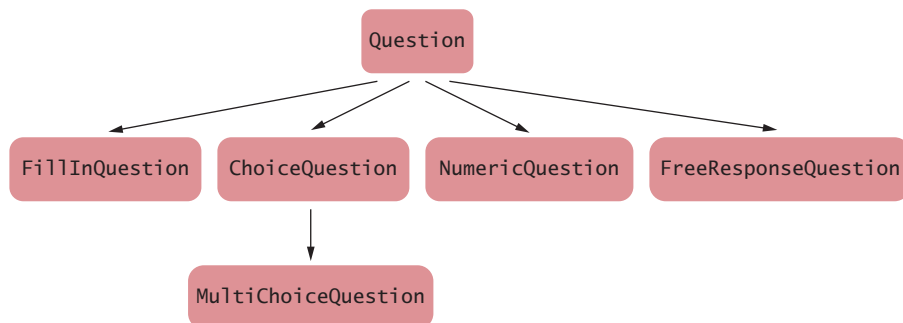 Question
FillInQuestion
ChoiceQuestion
NumericQuestion
FreeResponseQuestion
MultiChoiceQuestion